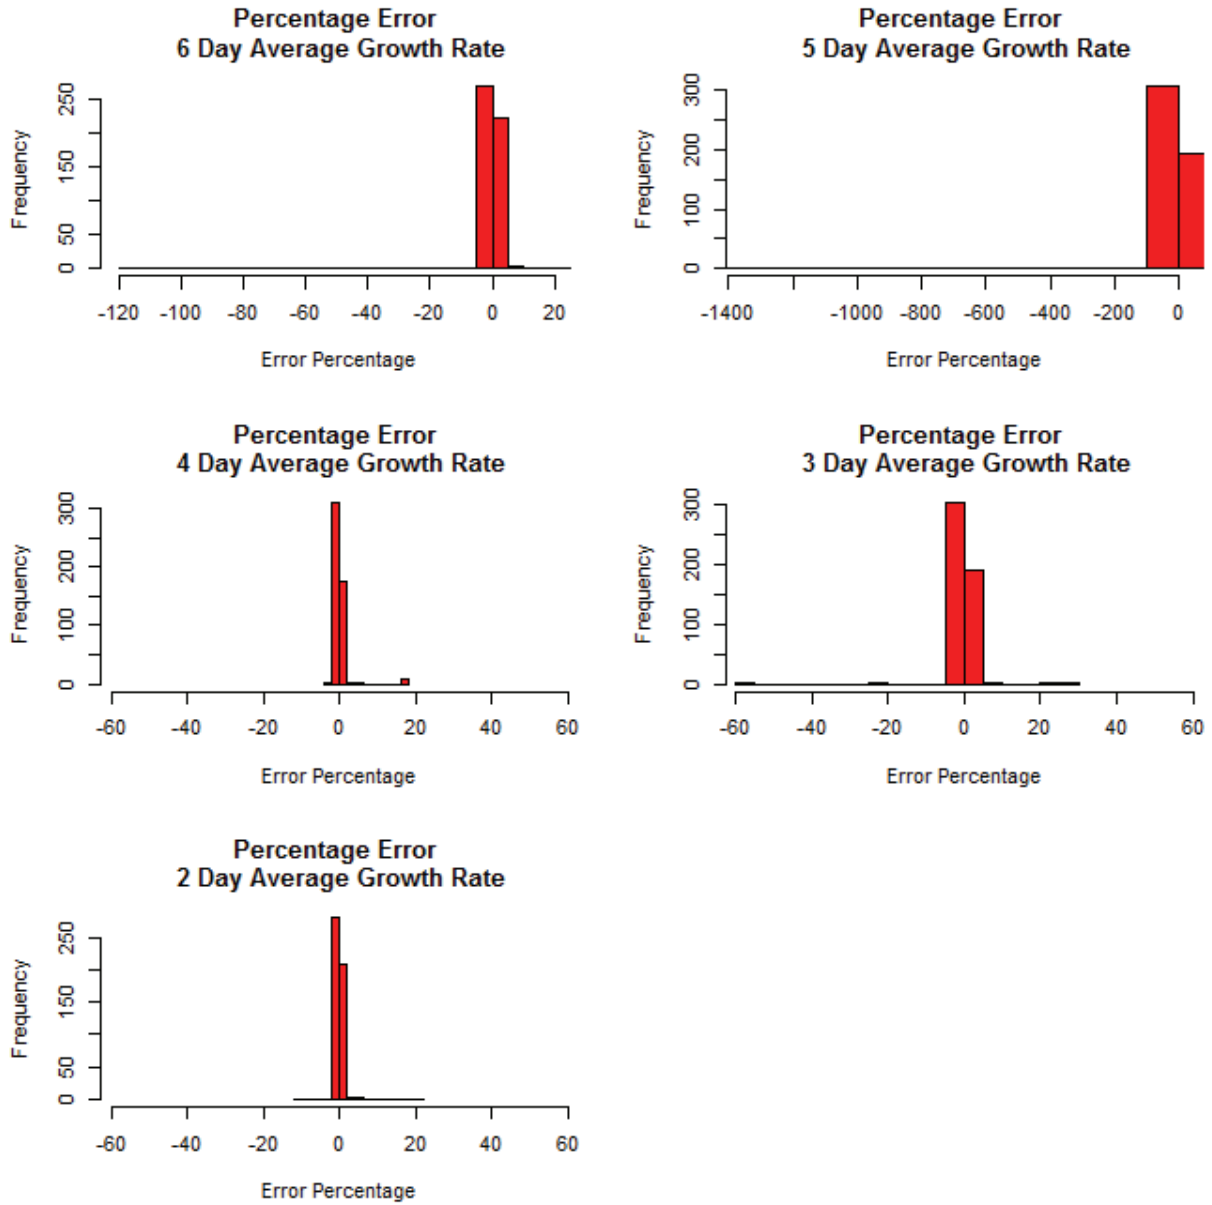 Percentage Error
6 Day Average Growth Rate
Frequency
0 50 150 250
-120 -100 -80 -60 -40 -20 0 20
Error Percentage
Percentage Error
5 Day Average Growth Rate
Frequency
0 100 200 300
-1400 -1000 -800 -600 -400 -200 0
Error Percentage
Percentage Error
4 Day Average Growth Rate
Frequency
0 100 200 300
-60 -40 -20 0 20 40 60
Error Percentage
Percentage Error
3 Day Average Growth Rate
Frequency
0 100 200 300
-60 -40 -20 0 20 40 60
Error Percentage
Percentage Error
2 Day Average Growth Rate
Frequency
0 50 150 250
-60 -40 -20 0 20 40 60
Error Percentage